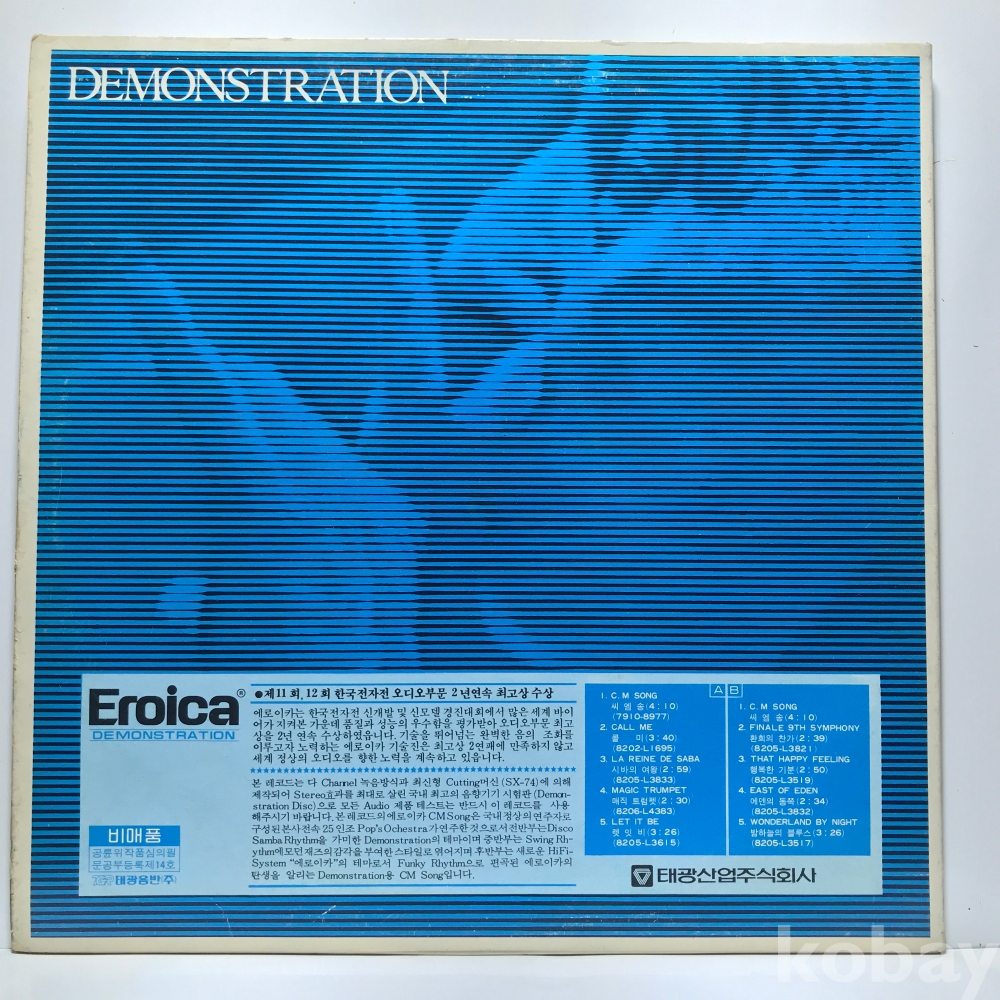 DEMONSTRATION
Eroica®
DEMONSTRATION
비매품
공륜위작품심의필
문공부등록제14호
태광음반(주)
●제11회, 12회 한국전자전 오디오부문 2년연속 최고상 수상
에로이카는 한국전자전 신개발 및 신모델 경진대회에서 많은 세계 바이
어가 지켜본 가운데 품질과 성능의 우수함을 평가받아 오디오부문 최고
상을 2년 연속 수상하였읍니다. 기술을 뛰어넘는 완벽한 음의 조화를
이루고자 노력하는 에로이카 기술진은 최고상 2연패에 만족하지 않고
세계 정상의 오디오를 향한 노력을 계속하고 있읍니다.
본 레코드는 다 Channel 녹음방식과 최신형 Cutting머신 (SX-74)에 의해
제작되어 Stereo효과를 최대로 살린 국내 최고의 음향기기 시험판 (Demon-
stration Disc)으로 모든 Audio 제품 테스트는 반드시 이 레코드를 사용
해주시기 바랍니다. 본 레코드의 에로이카 CM Song은 국내 정상의 연주자로
구성된 본사전속 25인조 Pop's Ochestra가 연주한 것으로서 전반부는 Disco
Samba Rhythm을 가미한 Demonstration의 테마이며 중반부는 Swing Rh-
ythm에 모던재즈의 감각을 부여한 스타일로 엮어지며 후반부는 새로운 HiFi-
System "에로이카"의 테마로서 Funky Rhythm으로 편곡된 에로이카의
탄생을 알리는 Demonstration용 CM Song입니다.
A B
1. C. M SONG
씨 엠 송(4:10)
(7910-8977)
2. CALL ME
콜 미(3:40)
(8202-L1695)
3. LA REINE DE SABA
시바의 여왕(2:59)
(8205-L3833)
4. MAGIC TRUMPET
매직 트럼펫(2:30)
(8206-L4383)
5. LET IT BE
랫 잇 비(3:26)
(8205-L3615)
1. C. M SONG
씨 엠 송(4:10)
2. FINALE 9TH SYMPHONY
환희의 찬가(2:39)
(8205-L3821)
3. THAT HAPPY FEELING
행복한 기분(2:50)
(8205-L3519)
4. EAST OF EDEN
에덴의 동쪽(2:34)
(8205-L3832)
5. WONDERLAND BY NIGHT
밤하늘의 블루스(3:26)
(8205-L3517)
태광산업주식회사
kobay